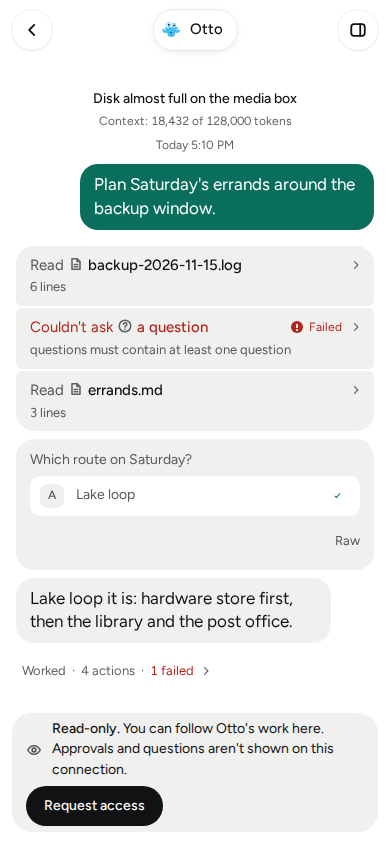 Otto
Disk almost full on the media box
Context: 18,432 of 128,000 tokens
Today 5:10 PM
Plan Saturday's errands around the
backup window.
Read backup-2026-11-15.log
6 lines
Couldn't ask a question Failed
questions must contain at least one question
Read errands.md
3 lines
Which route on Saturday?
A Lake loop
Raw
Lake loop it is: hardware store first,
then the library and the post office.
Worked · 4 actions · 1 failed
Read-only. You can follow Otto's work here.
Approvals and questions aren't shown on this
connection.
Request access